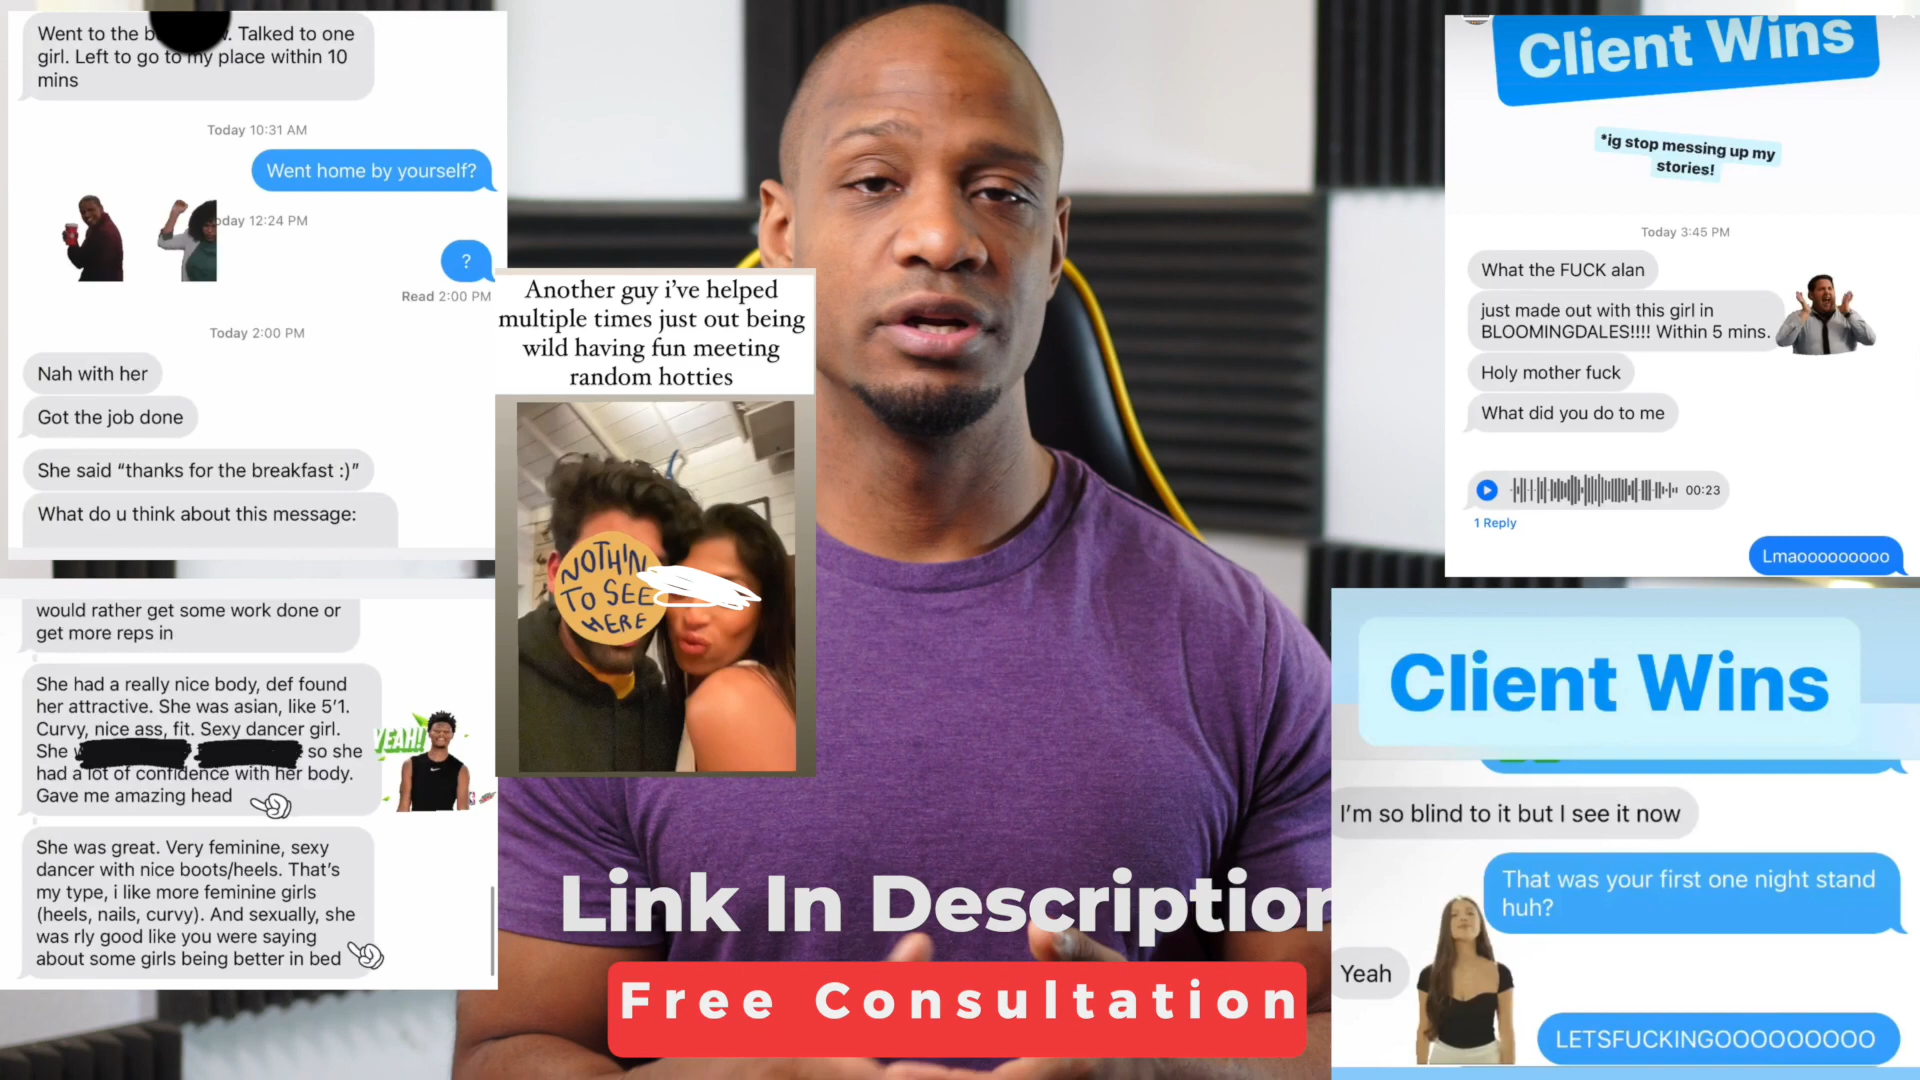 Went to the b
. Talked to one
girl. Left to go to my place within 10
mins
Today 10:31 AM
Went home by yourself?
oday 12:24 PM
?
Read 2:00 PM
Today 2:00 PM
Nah with her
Got the job done
She said “thanks for the breakfast :)”
What do u think about this message:
would rather get some work done or
get more reps in
She had a really nice body, def found
her attractive. She was asian, like 5’1.
Curvy, nice ass, fit. Sexy dancer girl.
She
so she
had a lot of confidence with her body.
Gave me amazing head
YEAH!
She was great. Very feminine, sexy
dancer with nice boots/heels. That’s
my type, i like more feminine girls
(heels, nails, curvy). And sexually, she
was rly good like you were saying
about some girls being better in bed
Another guy i’ve helped
multiple times just out being
wild having fun meeting
random hotties
NOTH'N
TO SEE
HERE
Link In Description
Free Consultation
Client Wins
*ig stop messing up my
stories!
Today 3:45 PM
What the FUCK alan
just made out with this girl in
BLOOMINGDALES!!!! Within 5 mins.
Holy mother fuck
What did you do to me
00:23
1 Reply
Lmaooooooooo
Client Wins
I’m so blind to it but I see it now
That was your first one night stand
huh?
Yeah
LETSFUCKINGOOOOOOOOO